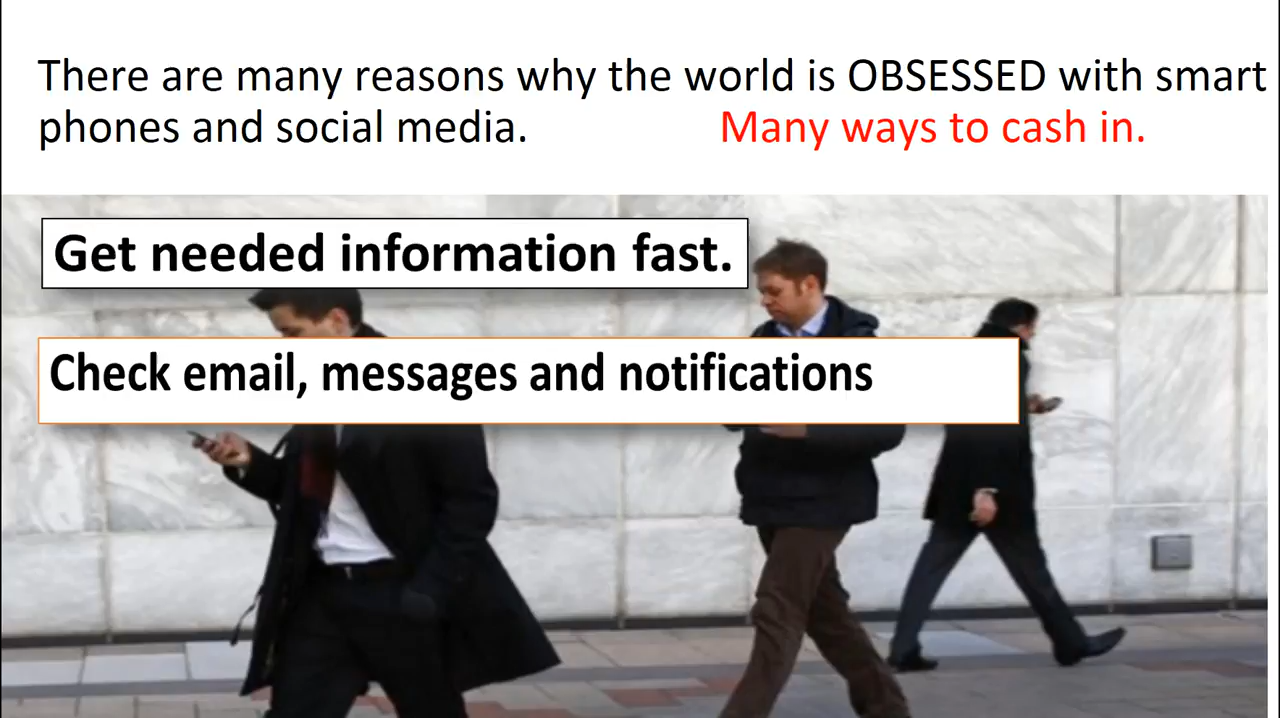 There are many reasons why the world is OBSESSED with smart
phones and social media. Many ways to cash in.
Get needed information fast.
Check email, messages and notifications